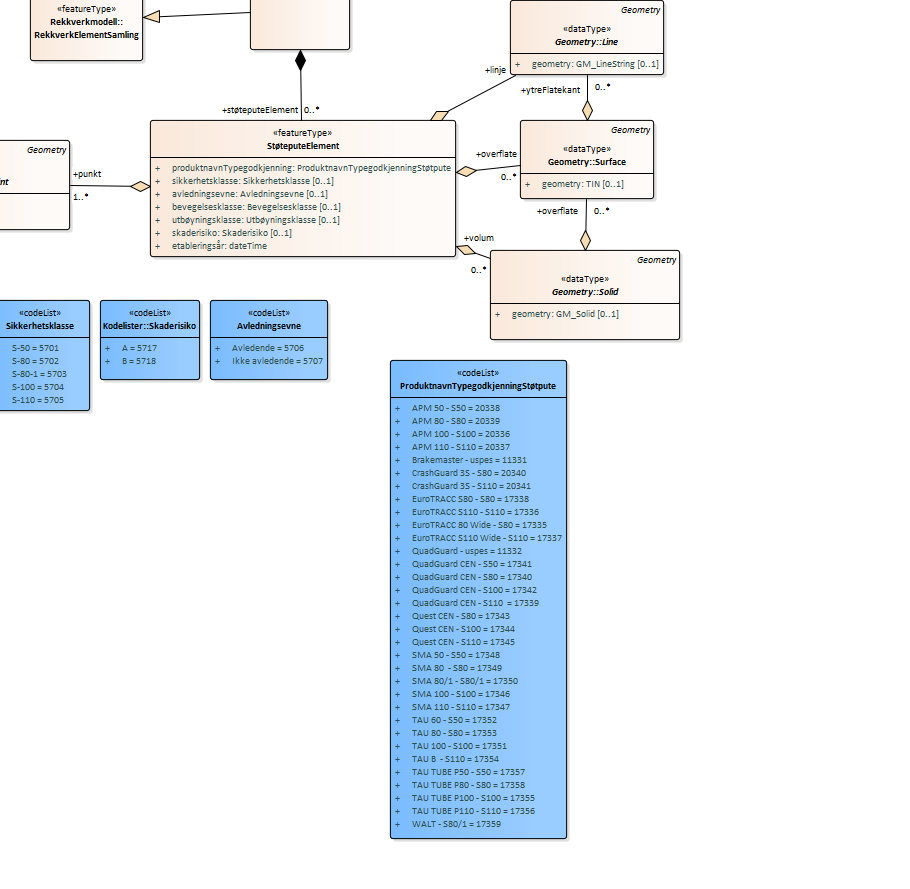 «featureType»
Rekkverkmodell::
RekkverkElementSamling
Geometry
«dataType»
Geometry::Line
+ geometry: GM_LineString [0..1]
+linje
+ytreFlatekant
0..*
+støteputeElement 0..*
«featureType»
StøteputeElement
+ produktnavnTypegodkjenning: ProduktnavnTypegodkjenningStøtpute
+ sikkerhetsklasse: Sikkerhetsklasse [0..1]
+ avledningsevne: Avledningsevne [0..1]
+ bevegelsesklasse: Bevegelsesklasse [0..1]
+ utbøyningsklasse: Utbøyningsklasse [0..1]
+ skaderisiko: Skaderisiko [0..1]
+ etableringsår: dateTime
Geometry
nt
+punkt
1..*
+overflate
0..*
Geometry
«dataType»
Geometry::Surface
+ geometry: TIN [0..1]
+overflate
0..*
+volum
0..*
Geometry
«dataType»
Geometry::Solid
+ geometry: GM_Solid [0..1]
«codeList»
Sikkerhetsklasse
S-50 = 5701
S-80 = 5702
S-80-1 = 5703
S-100 = 5704
S-110 = 5705
«codeList»
Kodelister::Skaderisiko
+ A = 5717
+ B = 5718
«codeList»
Avledningsevne
+ Avledende = 5706
+ Ikke avledende = 5707
«codeList»
ProduktnavnTypegodkjenningStøtpute
+ APM 50 - S50 = 20338
+ APM 80 - S80 = 20339
+ APM 100 - S100 = 20336
+ APM 110 - S110 = 20337
+ Brakemaster - uspes = 11331
+ CrashGuard 3S - S80 = 20340
+ CrashGuard 3S - S110 = 20341
+ EuroTRACC S80 - S80 = 17338
+ EuroTRACC S110 - S110 = 17336
+ EuroTRACC 80 Wide - S80 = 17335
+ EuroTRACC S110 Wide - S110 = 17337
+ QuadGuard - uspes = 11332
+ QuadGuard CEN - S50 = 17341
+ QuadGuard CEN - S80 = 17340
+ QuadGuard CEN - S100 = 17342
+ QuadGuard CEN - S110 = 17339
+ Quest CEN - S80 = 17343
+ Quest CEN - S100 = 17344
+ Quest CEN - S110 = 17345
+ SMA 50 - S50 = 17348
+ SMA 80 - S80 = 17349
+ SMA 80/1 - S80/1 = 17350
+ SMA 100 - S100 = 17346
+ SMA 110 - S110 = 17347
+ TAU 60 - S50 = 17352
+ TAU 80 - S80 = 17353
+ TAU 100 - S100 = 17351
+ TAU B - S110 = 17354
+ TAU TUBE P50 - S50 = 17357
+ TAU TUBE P80 - S80 = 17358
+ TAU TUBE P100 - S100 = 17355
+ TAU TUBE P110 - S110 = 17356
+ WALT - S80/1 = 17359